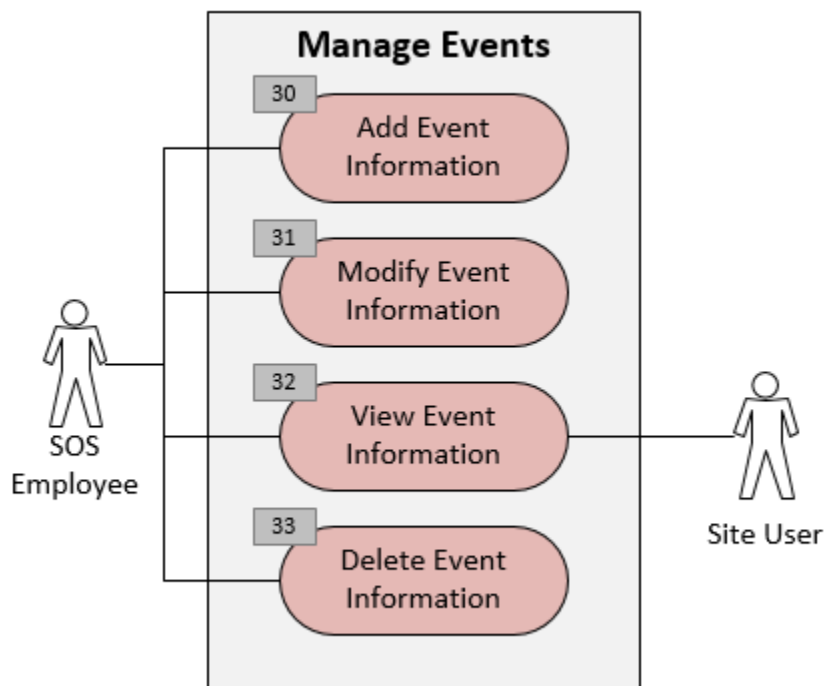 Manage Events
30
Add Event
Information
31
Modify Event
Information
32
View Event
Information
33
Delete Event
Information
SOS
Employee
Site User